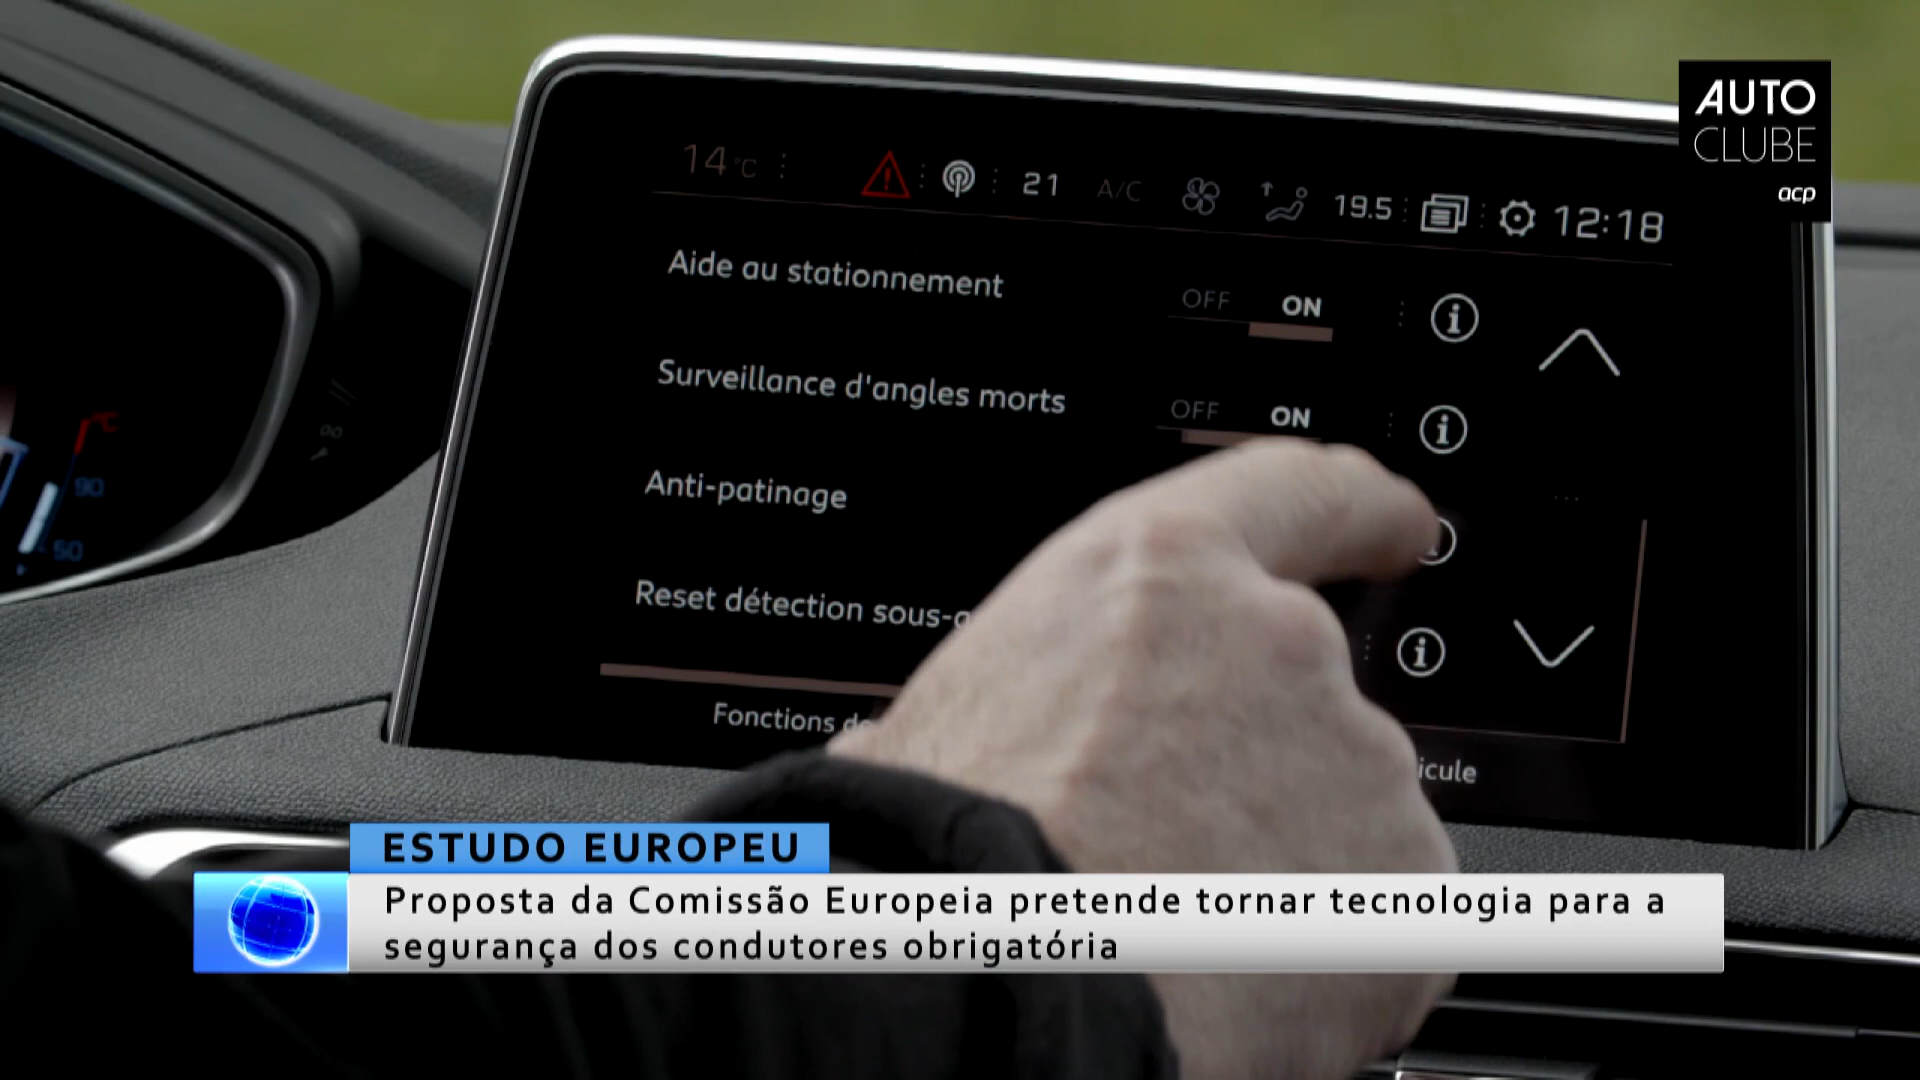 AUTO
CLUBE
acp
14 °C 21 A/C 19.5 12:18
Aide au stationnement OFF ON
Surveillance d'angles morts OFF ON
Anti-patinage
Reset détection
Fonctions
90
50
ESTUDO EUROPEU
Proposta da Comissão Europeia pretende tornar tecnologia para a
segurança dos condutores obrigatória